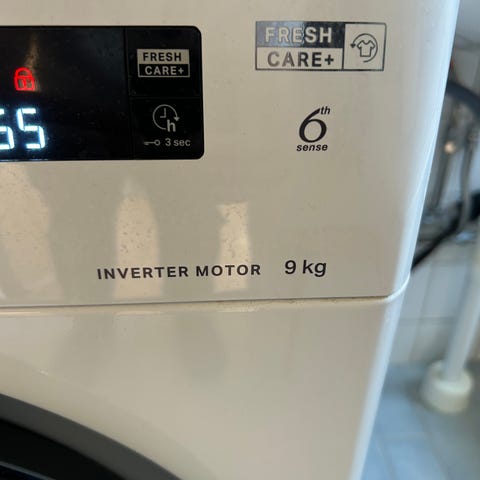 FRESH
CARE+
FRESH
CARE+
55
h
3 sec
6th
sense
INVERTER MOTOR 9 kg